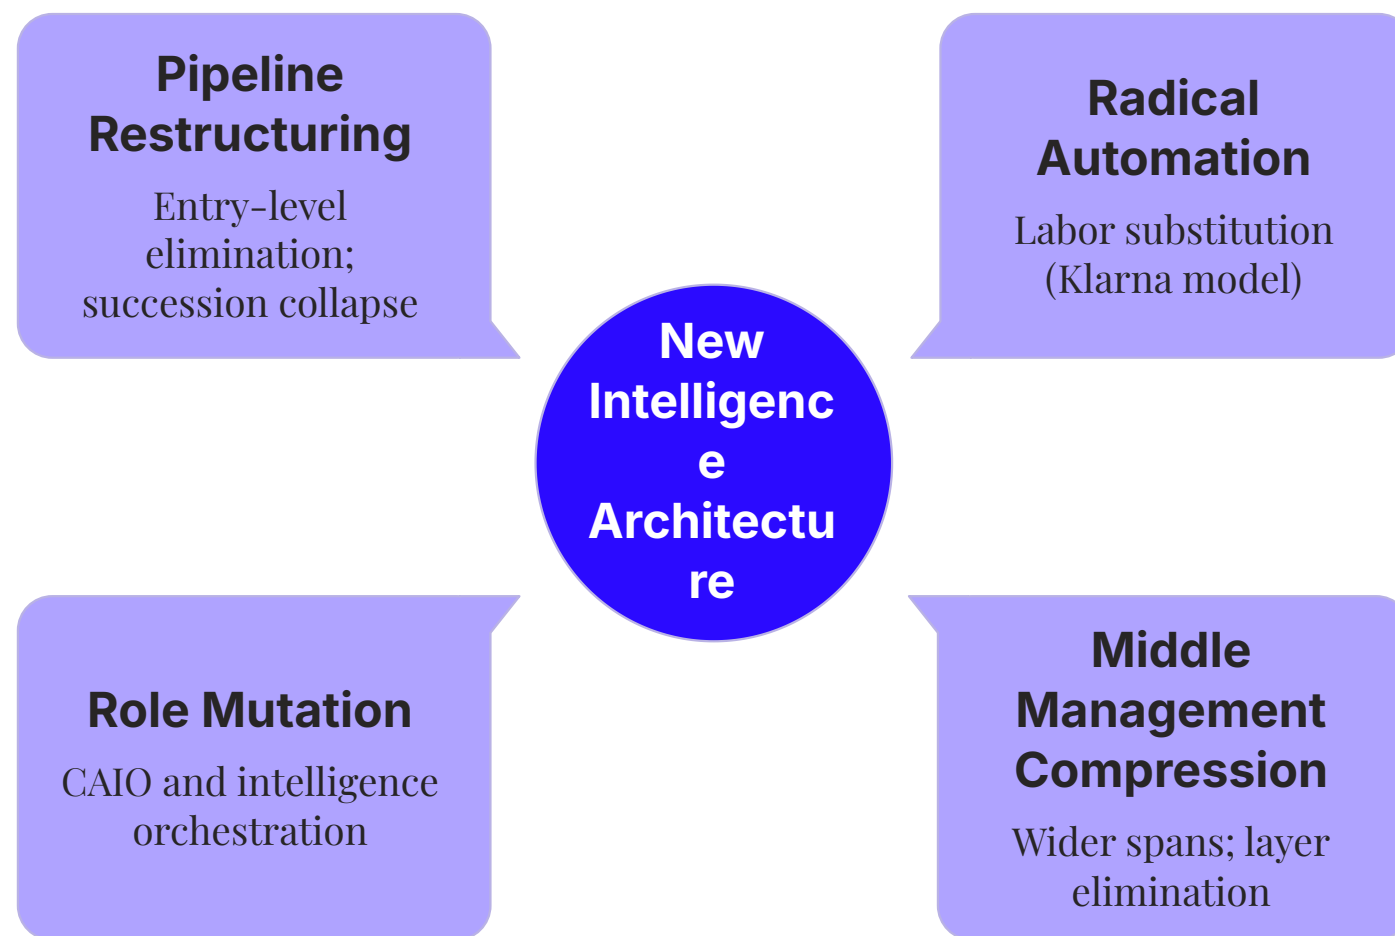 Pipeline
Restructuring
Entry-level
elimination;
succession collapse
Radical
Automation
Labor substitution
(Klarna model)
New
Intelligenc
e
Architectu
re
Role Mutation
CAIO and intelligence
orchestration
Middle
Management
Compression
Wider spans; layer
elimination